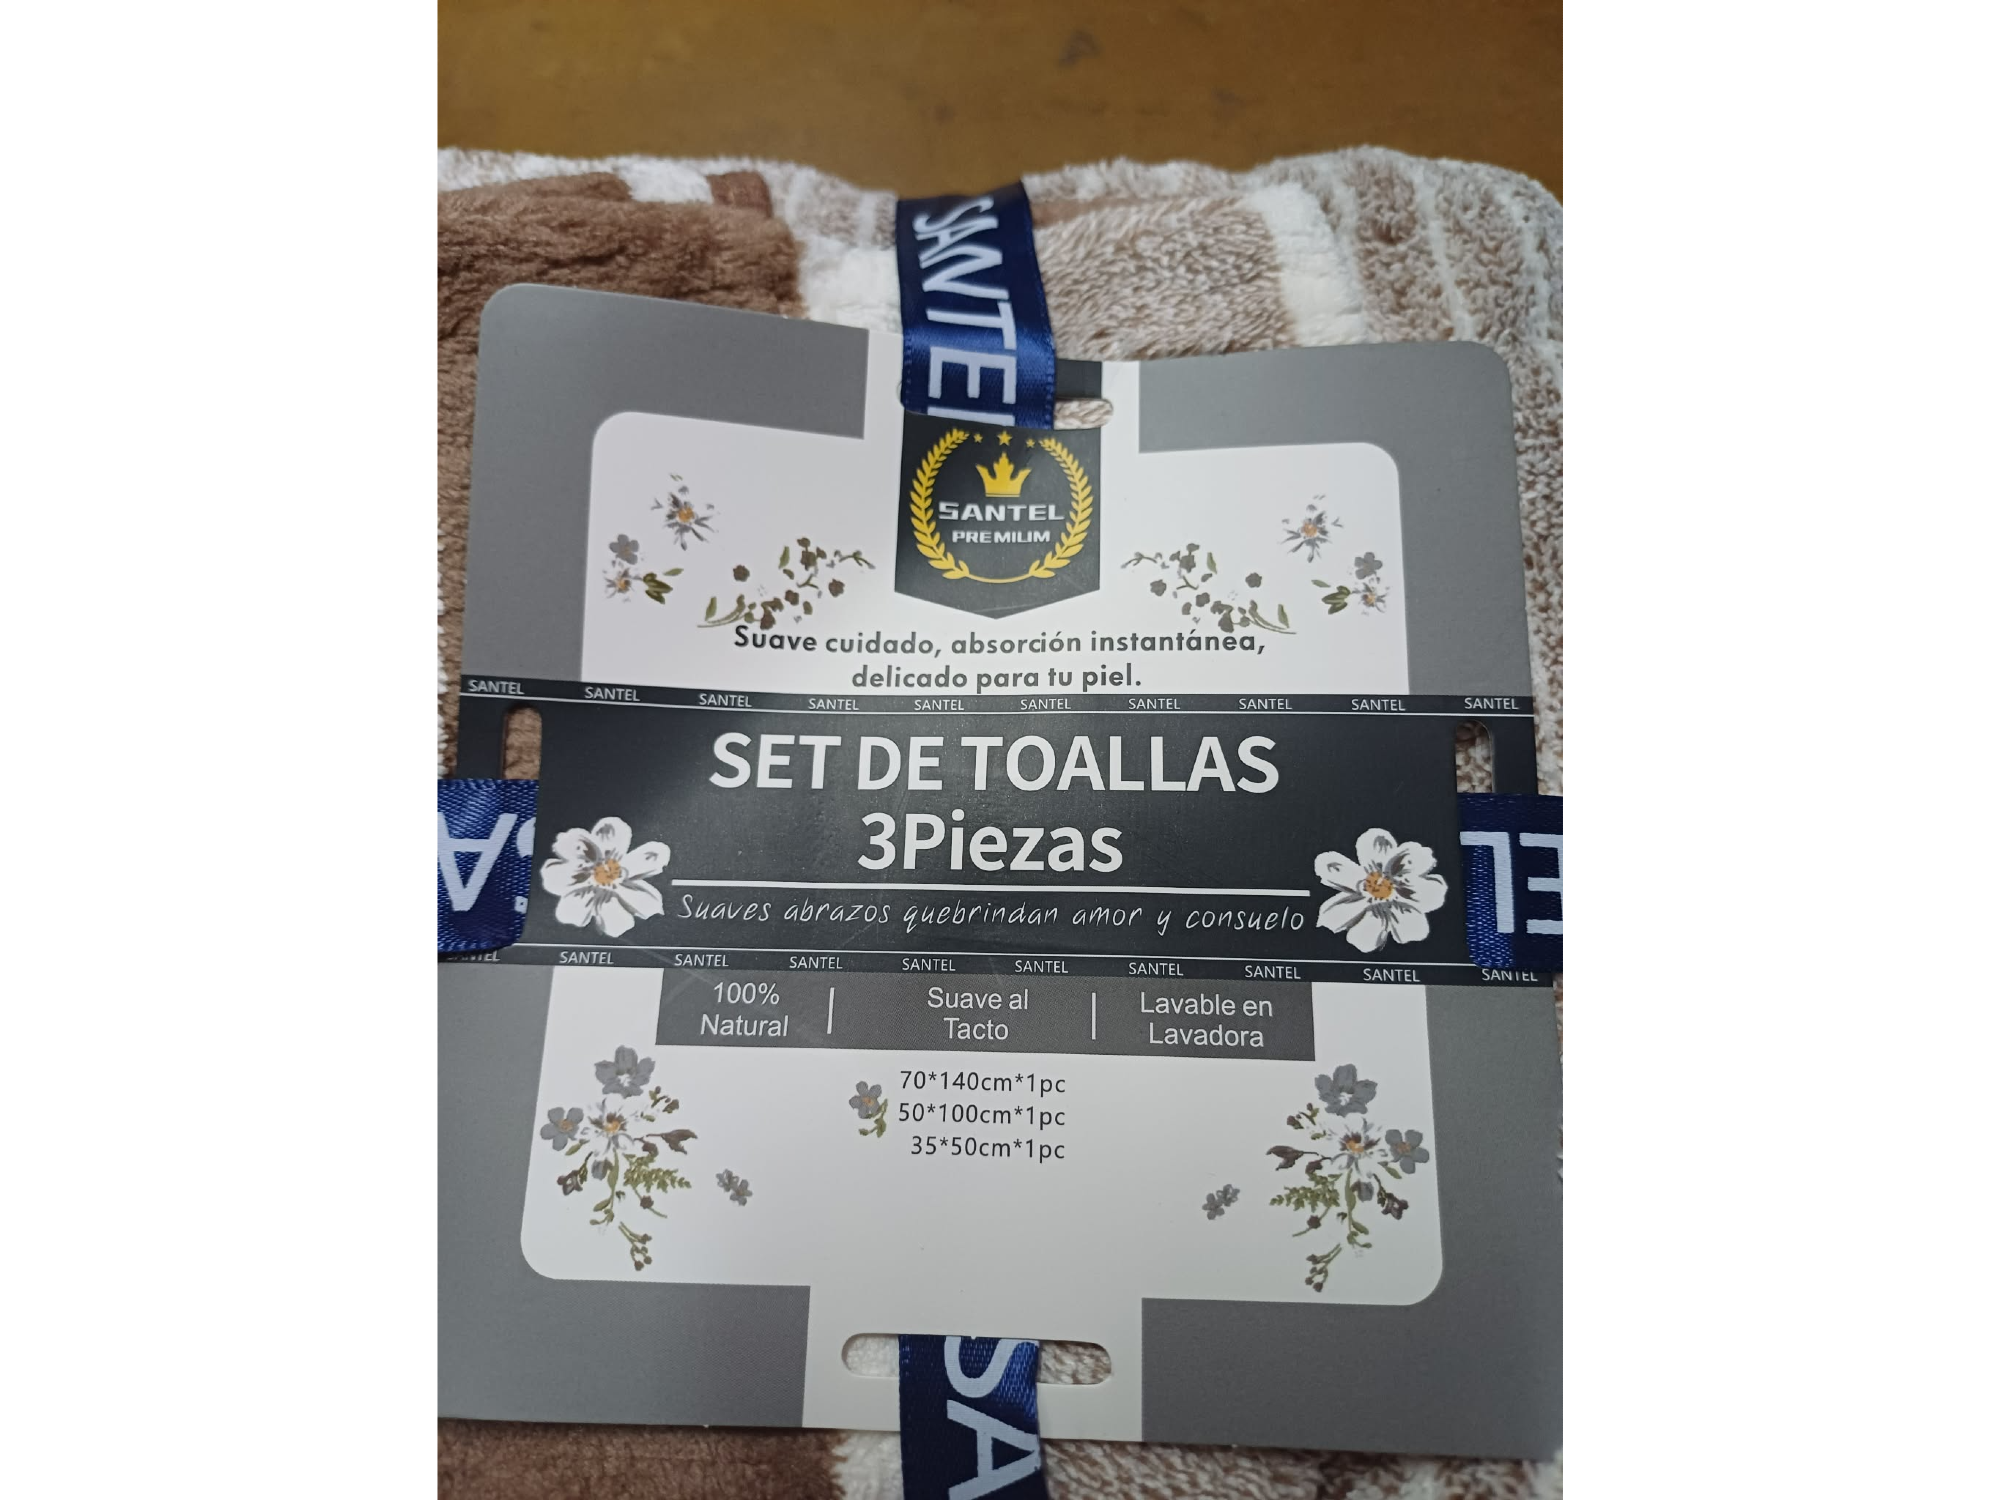 SANTEL
SANTEL
PREMILIM
Suave cuidado, absorción instantánea,
delicado para tu piel.
SANTEL SANTEL SANTEL SANTEL SANTEL SANTEL SANTEL SANTEL SANTEL SANTEL
SET DE TOALLAS
3Piezas
Suaves abrazos quebrindan amor y consuelo
SANTEL SANTEL SANTEL SANTEL SANTEL SANTEL SANTEL SANTEL SANTEL
100%
Natural
Suave al
Tacto
Lavable en
Lavadora
70*140cm*1pc
50*100cm*1pc
35*50cm*1pc
SA